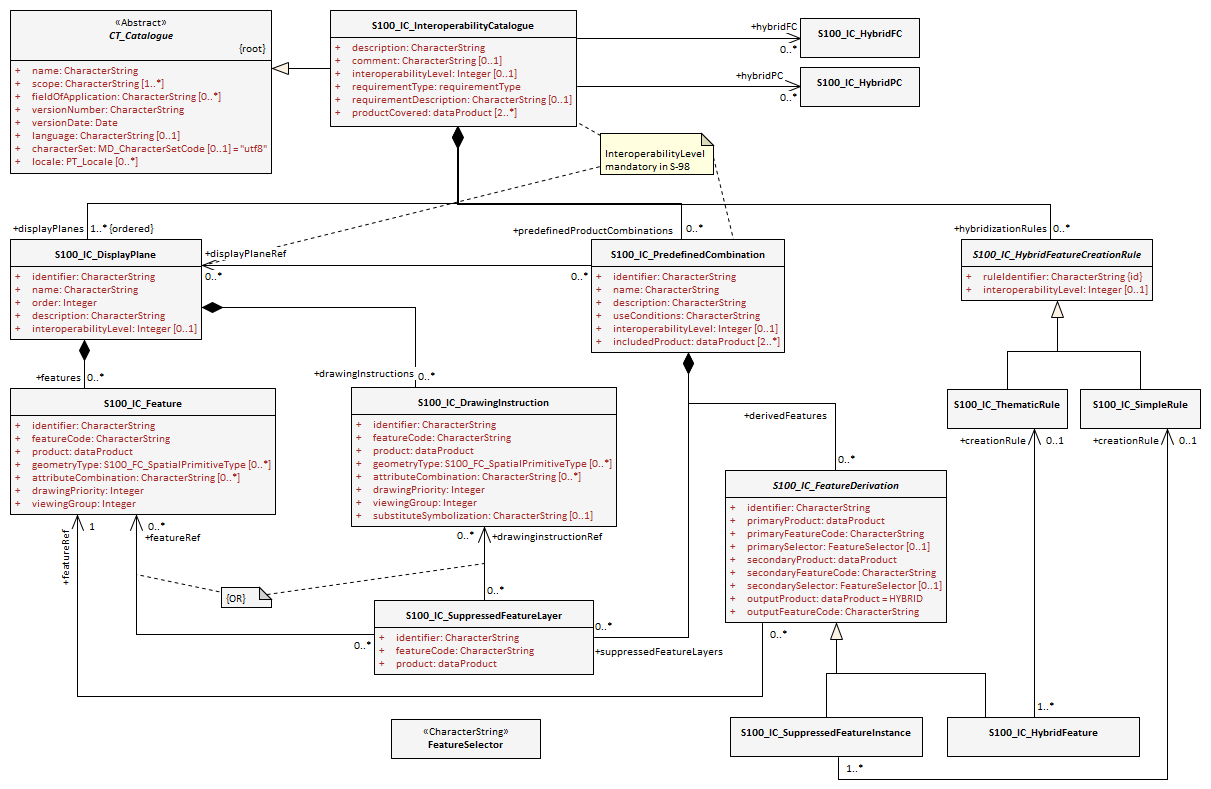 «Abstract»
CT_Catalogue
{root}
+ name: CharacterString
+ scope: CharacterString [1..*]
+ fieldOfApplication: CharacterString [0..*]
+ versionNumber: CharacterString
+ versionDate: Date
+ language: CharacterString [0..1]
+ characterSet: MD_CharacterSetCode [0..1] = "utf8"
+ locale: PT_Locale [0..*]
S100_IC_InteroperabilityCatalogue
+ description: CharacterString
+ comment: CharacterString [0..1]
+ interoperabilityLevel: Integer [0..1]
+ requirementType: requirementType
+ requirementDescription: CharacterString [0..1]
+ productCovered: dataProduct [2..*]
+hybridFC
0..*
S100_IC_HybridFC
+hybridPC
0..*
S100_IC_HybridPC
InteroperabilityLevel
mandatory in S-98
+displayPlanes
1..* {ordered}
+predefinedProductCombinations
0..*
+hybridizationRules
0..*
S100_IC_DisplayPlane
+ identifier: CharacterString
+ name: CharacterString
+ order: Integer
+ description: CharacterString
+ interoperabilityLevel: Integer [0..1]
+displayPlaneRef
0..*
0..*
S100_IC_PredefinedCombination
+ identifier: CharacterString
+ name: CharacterString
+ description: CharacterString
+ useConditions: CharacterString
+ interoperabilityLevel: Integer [0..1]
+ includedProduct: dataProduct [2..*]
S100_IC_HybridFeatureCreationRule
+ ruleIdentifier: CharacterString {id}
+ interoperabilityLevel: Integer [0..1]
+features
0..*
+drawingInstructions
0..*
S100_IC_Feature
+ identifier: CharacterString
+ featureCode: CharacterString
+ product: dataProduct
+ geometryType: S100_FC_SpatialPrimitiveType [0..*]
+ attributeCombination: CharacterString [0..*]
+ drawingPriority: Integer
+ viewingGroup: Integer
S100_IC_DrawingInstruction
+ identifier: CharacterString
+ featureCode: CharacterString
+ product: dataProduct
+ geometryType: S100_FC_SpatialPrimitiveType [0..*]
+ attributeCombination: CharacterString [0..*]
+ drawingPriority: Integer
+ viewingGroup: Integer
+ substituteSymbolization: CharacterString [0..1]
+derivedFeatures
0..*
S100_IC_ThematicRule
S100_IC_SimpleRule
+creationRule
0..1
+creationRule
0..1
S100_IC_FeatureDerivation
+ identifier: CharacterString
+ primaryProduct: dataProduct
+ primaryFeatureCode: CharacterString
+ primarySelector: FeatureSelector [0..1]
+ secondaryProduct: dataProduct
+ secondaryFeatureCode: CharacterString
+ secondarySelector: FeatureSelector [0..1]
+ outputProduct: dataProduct = HYBRID
+ outputFeatureCode: CharacterString
1
+featureRef
0..*
+featureRef
0..*
+drawinginstructionRef
{OR}
0..*
S100_IC_SuppressedFeatureLayer
+ identifier: CharacterString
+ featureCode: CharacterString
+ product: dataProduct
0..*
0..*
+suppressedFeatureLayers
0..*
«CharacterString»
FeatureSelector
S100_IC_SuppressedFeatureInstance
1..*
1..*
S100_IC_HybridFeature